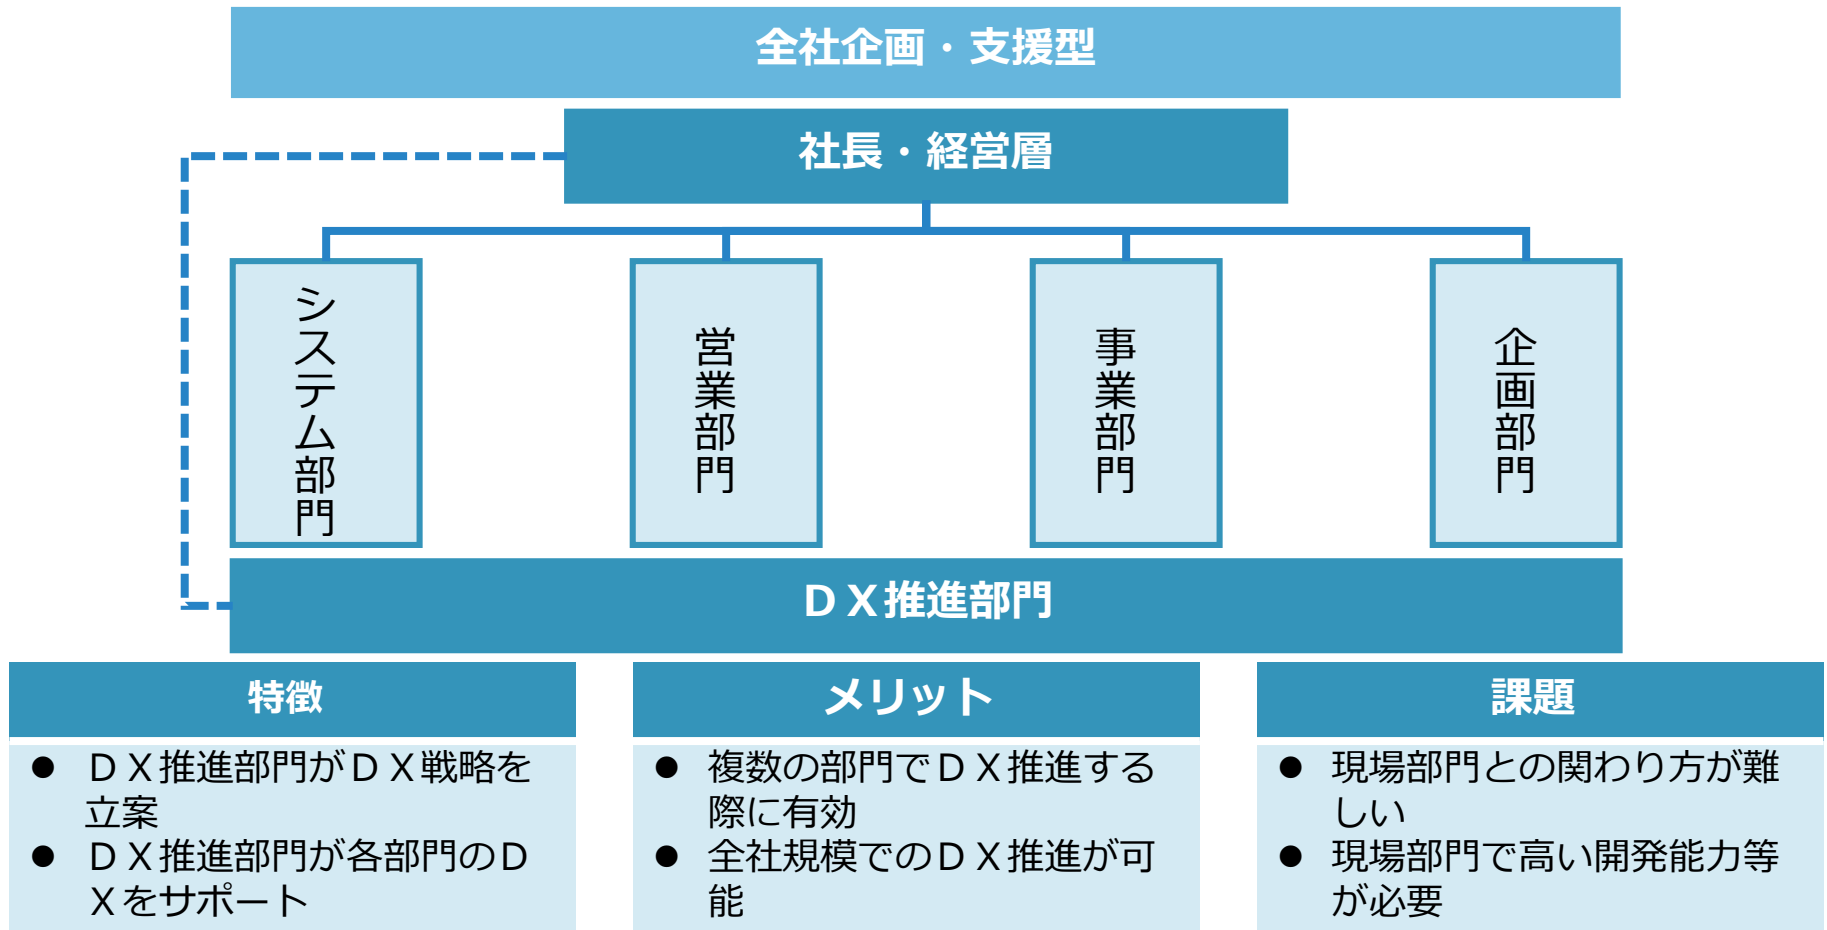 全社企画・支援型
社長・経営層
システム部門
営業部門
事業部門
企画部門
ＤＸ推進部門
特徴
● ＤＸ推進部門がＤＸ戦略を
立案
● ＤＸ推進部門が各部門のＤ
Ｘをサポート
メリット
● 複数の部門でＤＸ推進する
際に有効
● 全社規模でのＤＸ推進が可
能
課題
● 現場部門との関わり方が難
しい
● 現場部門で高い開発能力等
が必要